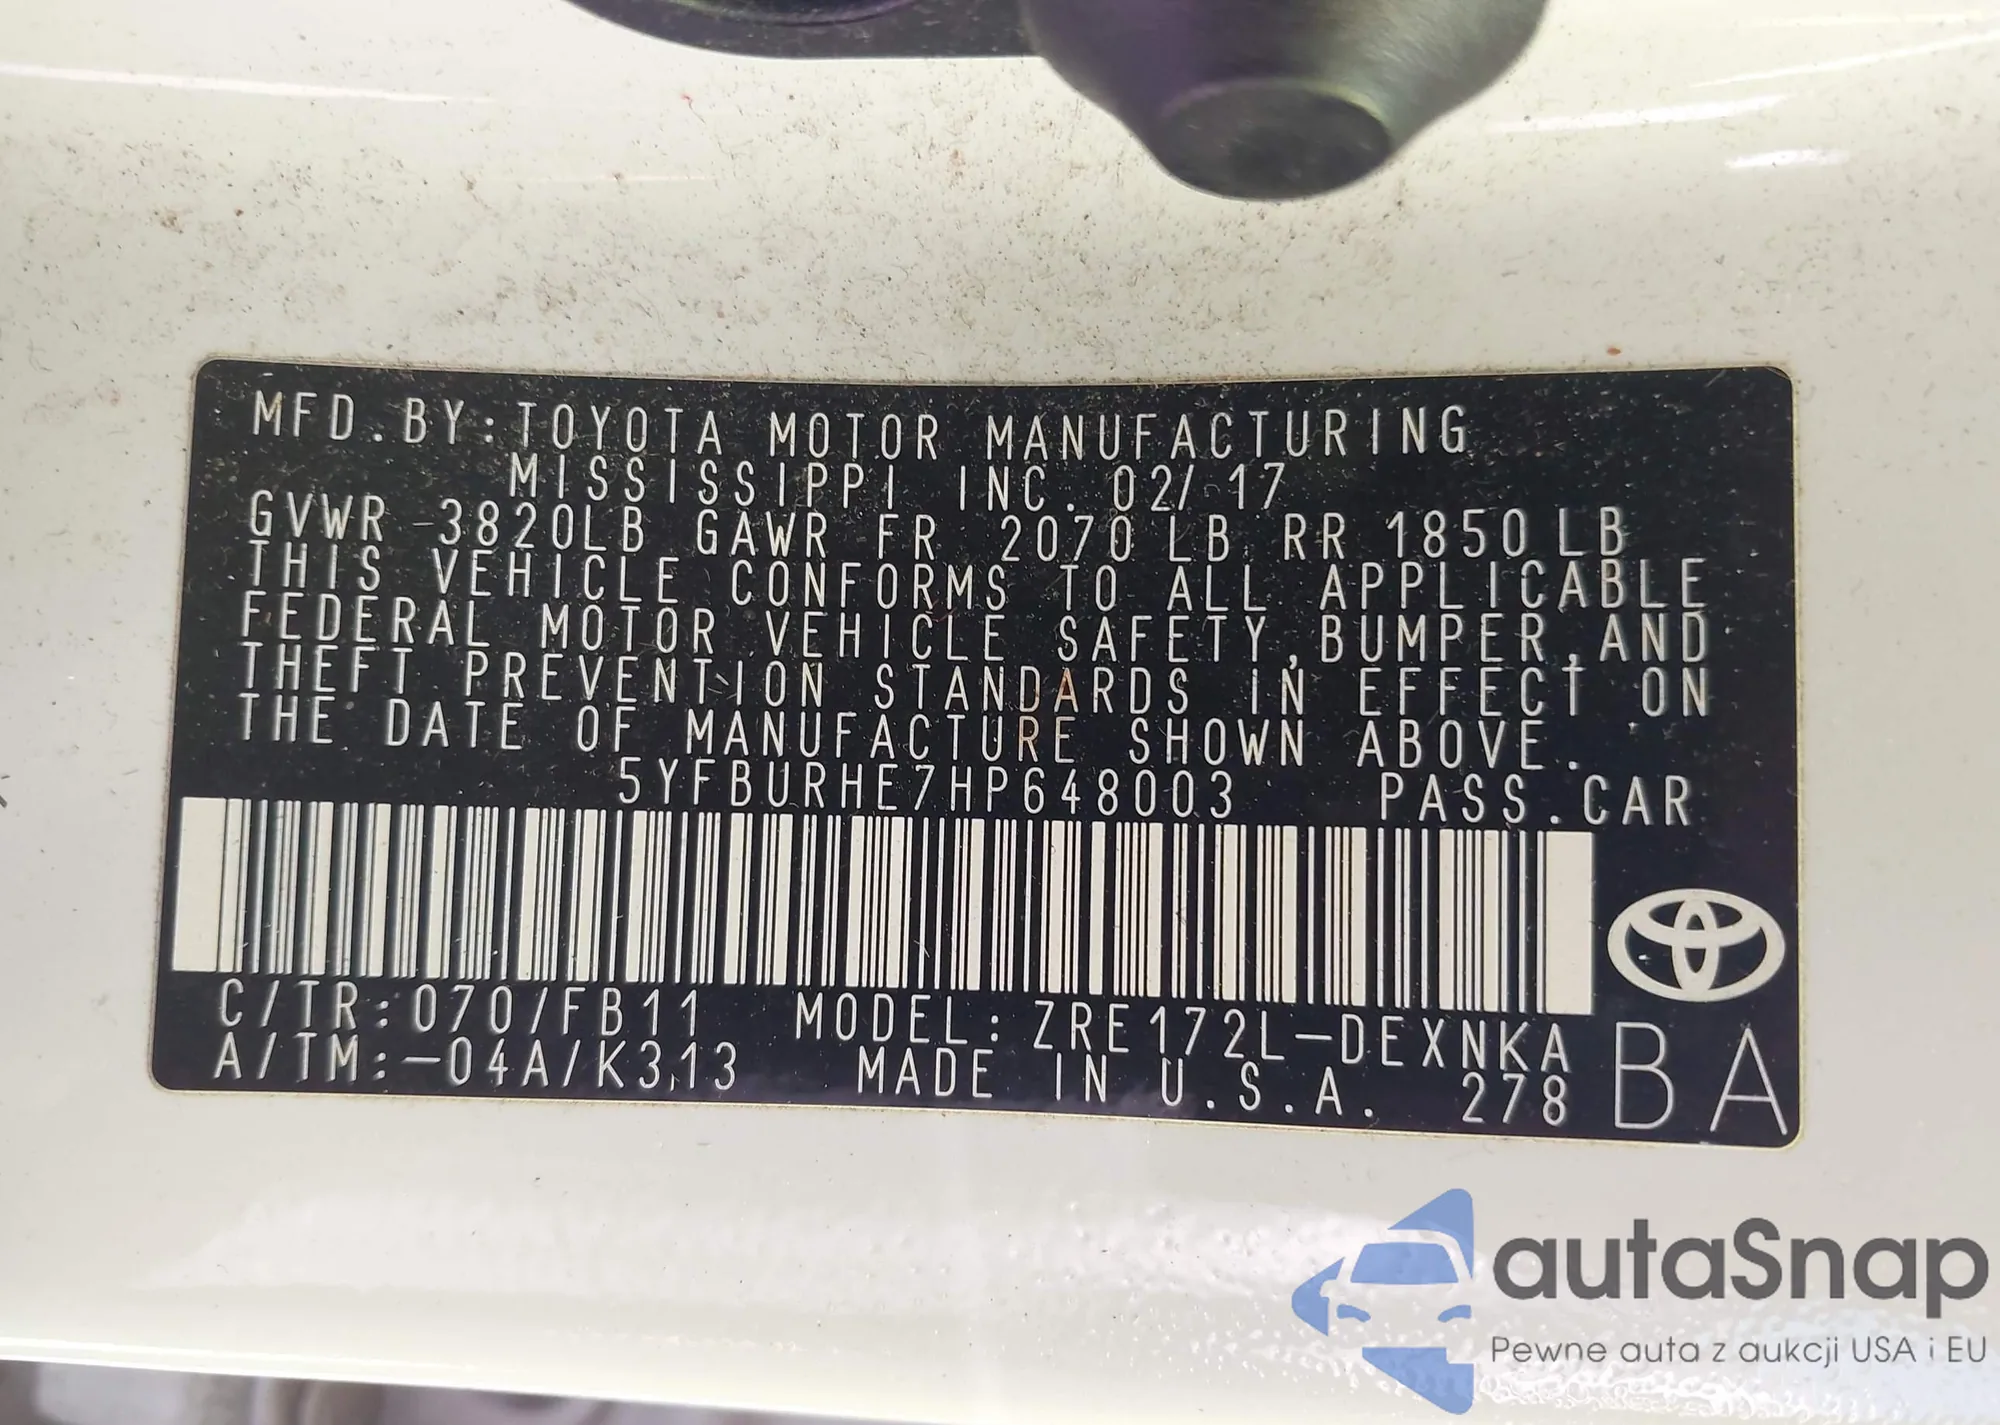 MFD.BY:TOYOTA MOTOR MANUFACTURING
MISSISSIPPI INC. 02/17
GVWR 3820LB GAWR FR 2070LB RR 1850LB
THIS VEHICLE CONFORMS TO ALL APPLICABLE
FEDERAL MOTOR VEHICLE SAFETY,BUMPER,AND
THEFT PREVENTION STANDARDS IN EFFECT ON
THE DATE OF MANUFACTURE SHOWN ABOVE.
5YFBURHE7HP648003 PASS.CAR
C/TR:070/FB11 MODEL:ZRE172L-DEXNKA
A/TM:-04A/K313 MADE IN U.S.A. 278
BA
autaSnap
Pewne auta z aukcji USA i EU